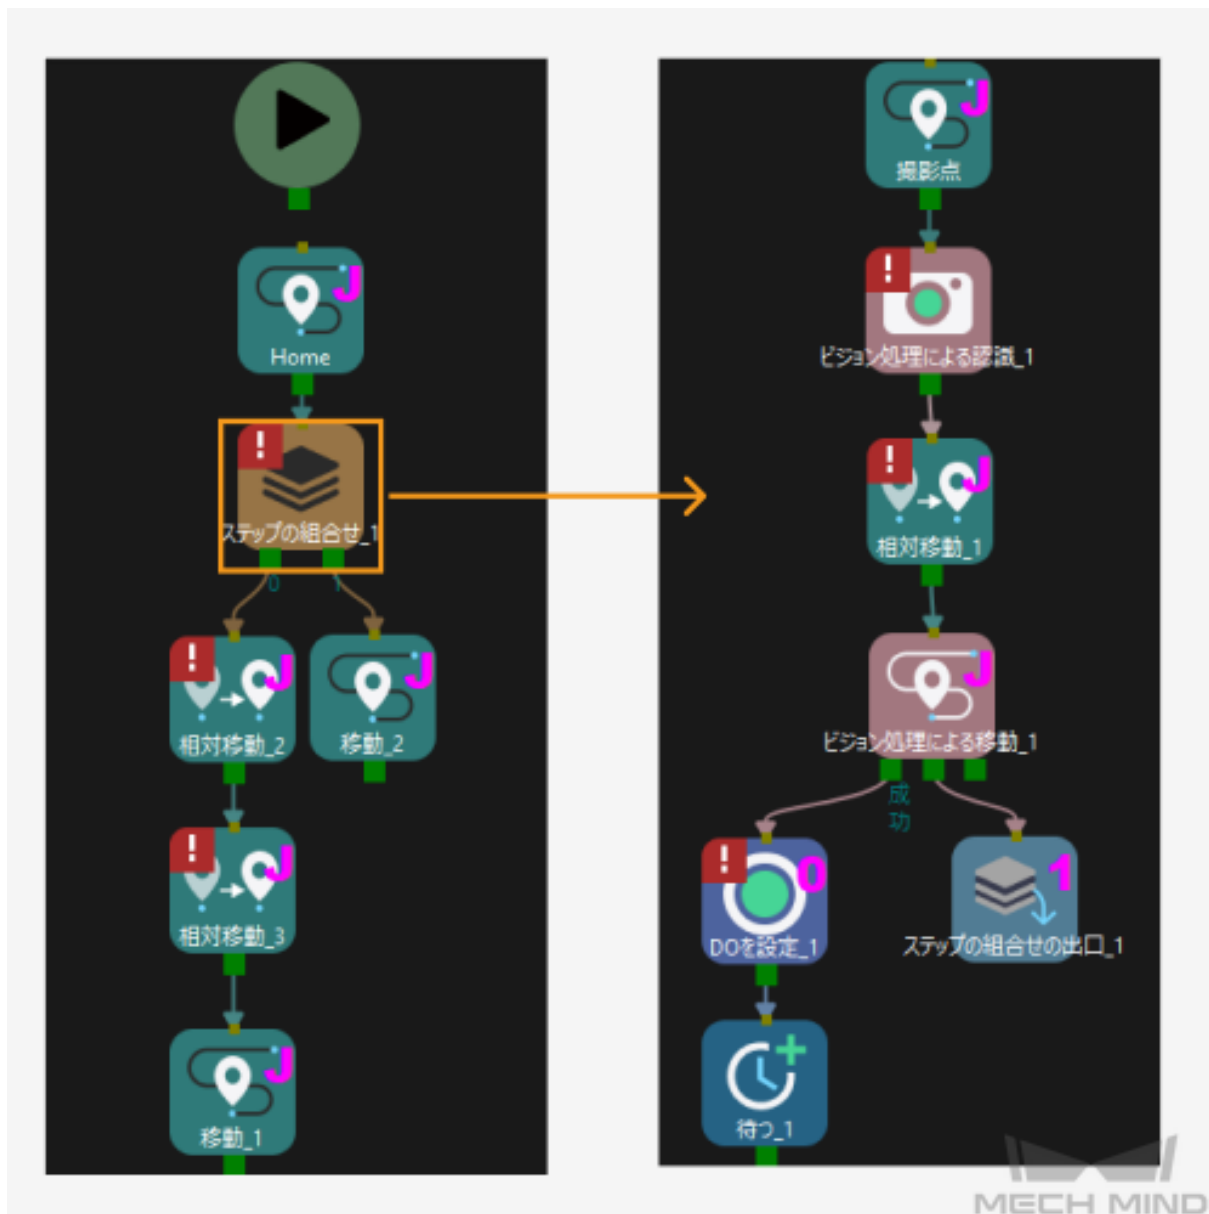 J
Home
!
ステップの組合せ_1
0
1
!
J
相対移動_2
J
移動_2
!
J
相対移動_3
J
移動_1
J
撮影点
!
ビジョン処理による認識_1
!
J
相対移動_1
J
ビジョン処理による移動_1
成
功
!
0
DOを設定_1
1
ステップの組合せの出口_1
待つ_1
MECH MIND